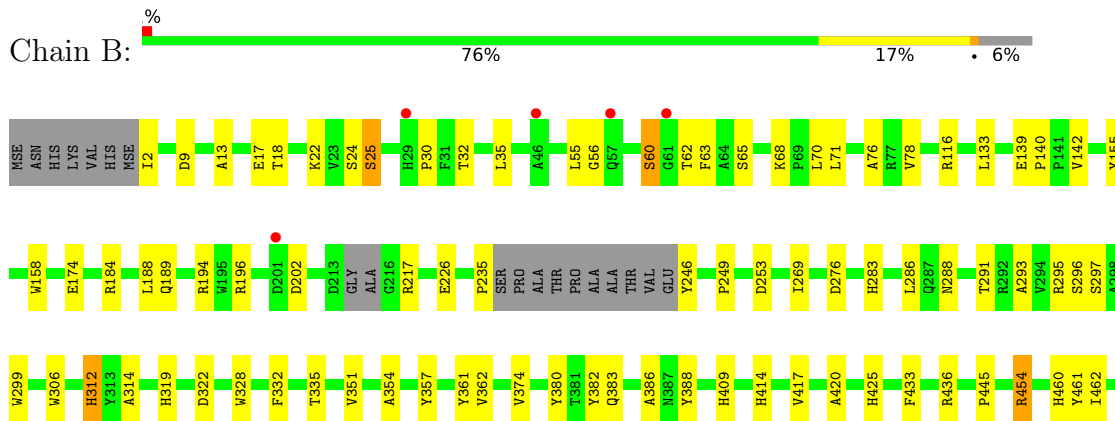 .%
Chain B:
76% 17% • 6%
MSE ASN HIS LYS VAL HIS MSE I2 D9 A13 E17 T18 K22 V23 S24 S25 H29 P30 F31 T32 L35 A46 L55 G56 Q57 S60 G61 T62 F63 A64 S65 K68 P69 L70 L71 A76 R77 V78 R116 L133 E139 P140 P141 V142 Y155
W158 E174 R184 L188 Q189 R194 W195 R196 D201 D202 D213 GLY ALA G216 R217 E226 P235 SER PRO ALA THR PRO ALA ALA THR VAL GLU Y246 P249 D253 I269 D276 H283 L286 Q287 N288 T291 R292 A293 V294 R295 S296 S297 A298
W299 W306 H312 Y313 A314 H319 D322 W328 F332 T335 V351 A354 Y357 Y361 V362 V374 Y380 T381 Y382 Q383 A386 N387 Y388 H409 H414 V417 A420 H425 F433 R436 P445 R454 H460 Y461 I462